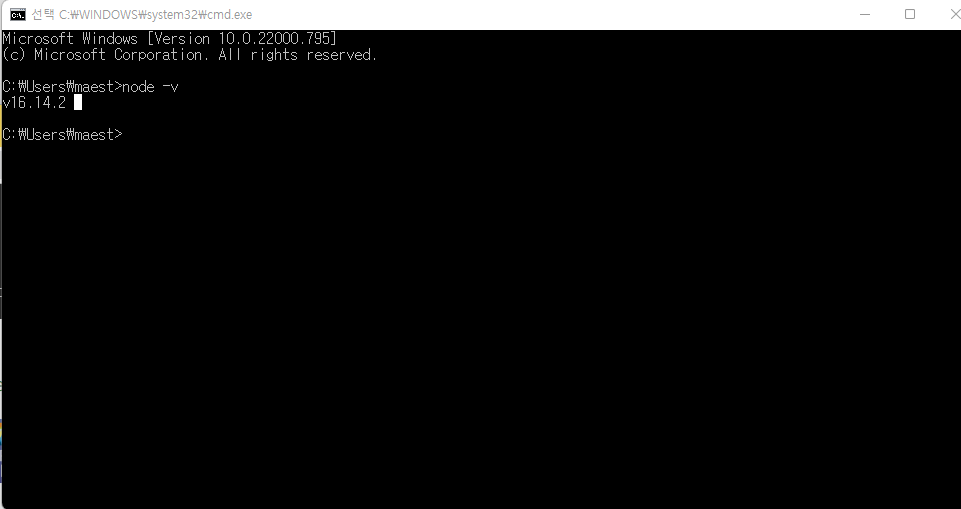 선택 C:₩WINDOWS₩system32₩cmd.exe
Microsoft Windows [Version 10.0.22000.795]
(c) Microsoft Corporation. All rights reserved.
C:₩Users₩maest>node -v
v16.14.2
C:₩Users₩maest>